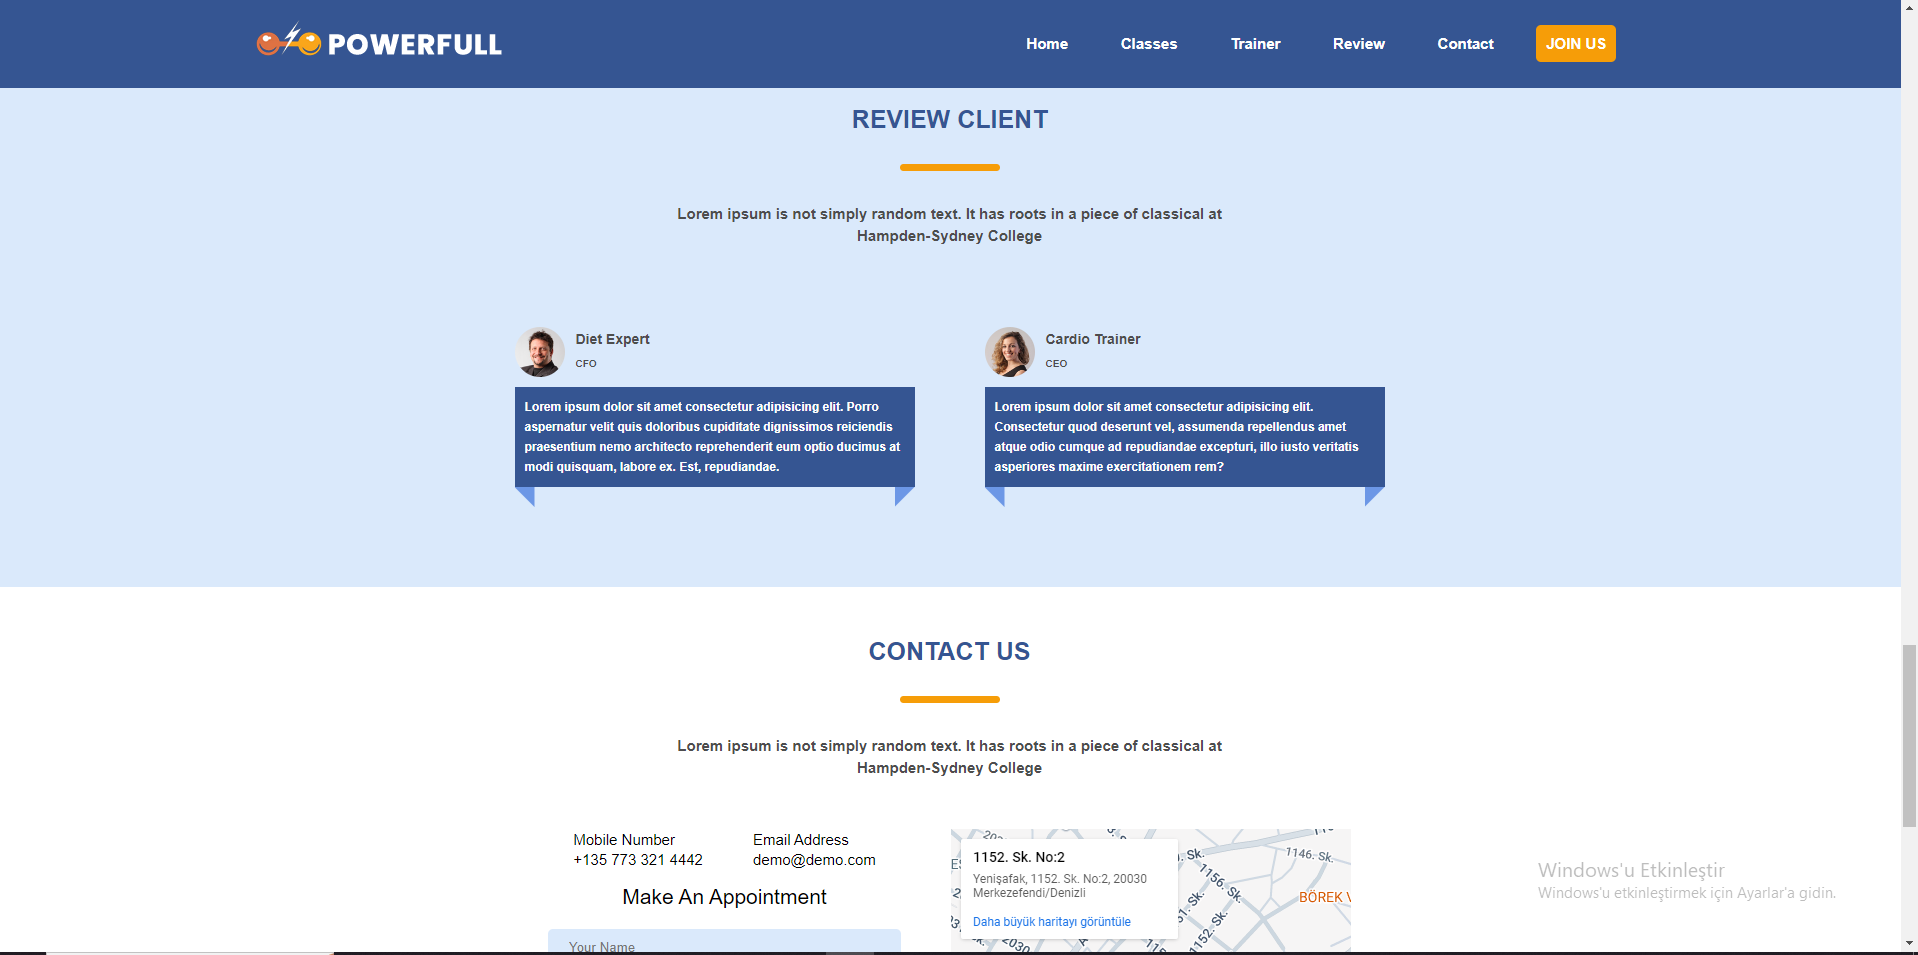 POWERFULL
Home
Classes
Trainer
Review
Contact
JOIN US
REVIEW CLIENT
Lorem ipsum is not simply random text. It has roots in a piece of classical at
Hampden-Sydney College
Diet Expert
CFO
Lorem ipsum dolor sit amet consectetur adipisicing elit. Porro
aspernatur velit quis doloribus cupiditate dignissimos reiciendis
praesentium nemo architecto reprehenderit eum optio ducimus at
modi quisquam, labore ex. Est, repudiandae.
Cardio Trainer
CEO
Lorem ipsum dolor sit amet consectetur adipisicing elit.
Consectetur quod deserunt vel, assumenda repellendus amet
atque odio cumque ad repudiandae excepturi, illo iusto veritatis
asperiores maxime exercitationem rem?
CONTACT US
Lorem ipsum is not simply random text. It has roots in a piece of classical at
Hampden-Sydney College
Mobile Number
+135 773 321 4442
Email Address
demo@demo.com
Make An Appointment
Your Name
1152. Sk. No:2
Yenişafak, 1152. Sk. No:2, 20030
Merkezefendi/Denizli
Daha büyük haritayı görüntüle
Sk.
1146. Sk.
1156. Sk.
BÖREK
1152. Sk.
2030
Windows'u Etkinleştir
Windows'u etkinleştirmek için Ayarlar'a gidin.